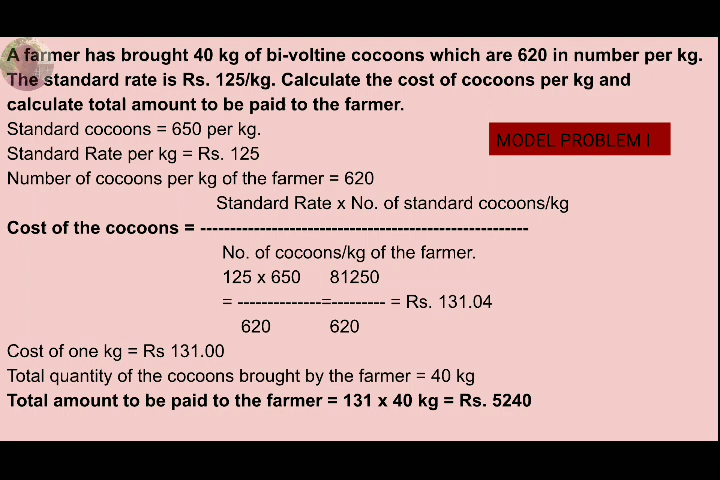 A farmer has brought 40 kg of bi-voltine cocoons which are 620 in number per kg.
The standard rate is Rs. 125/kg. Calculate the cost of cocoons per kg and
calculate total amount to be paid to the farmer.
Standard cocoons = 650 per kg.
MODEL PROBLEM I
Standard Rate per kg = Rs. 125
Number of cocoons per kg of the farmer = 620
Standard Rate x No. of standard cocoons/kg
Cost of the cocoons = -------------------------------------------------------
No. of cocoons/kg of the farmer.
125 x 650 81250
= --------------=--------- = Rs. 131.04
620 620
Cost of one kg = Rs 131.00
Total quantity of the cocoons brought by the farmer = 40 kg
Total amount to be paid to the farmer = 131 x 40 kg = Rs. 5240